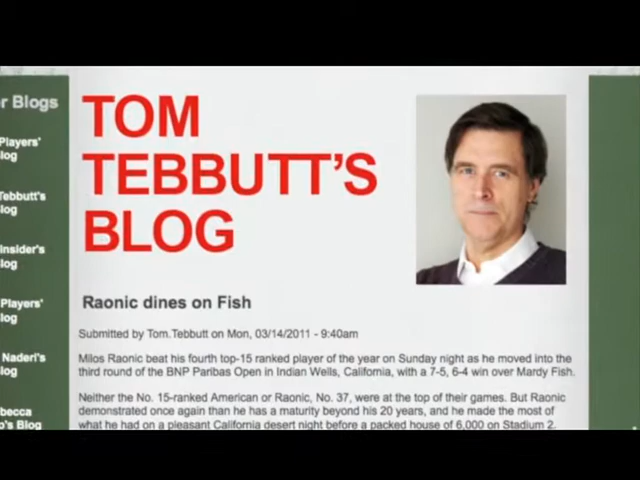 r Blogs
Players'
log
Tebbutt's
log
nsider's
log
Players'
log
Naderi's
log
becca
o's Blog
TOM
TEBBUTT'S
BLOG
Raonic dines on Fish
Submitted by Tom.Tebbutt on Mon, 03/14/2011 - 9:40am
Milos Raonic beat his fourth top-15 ranked player of the year on Sunday night as he moved into the
third round of the BNP Paribas Open in Indian Wells, California, with a 7-5, 6-4 win over Mardy Fish.
Neither the No. 15-ranked American or Raonic, No. 37, were at the top of their games. But Raonic
demonstrated once again than he has a maturity beyond his 20 years, and he made the most of
what he had on a pleasant California desert night before a packed house of 6,000 on Stadium 2.